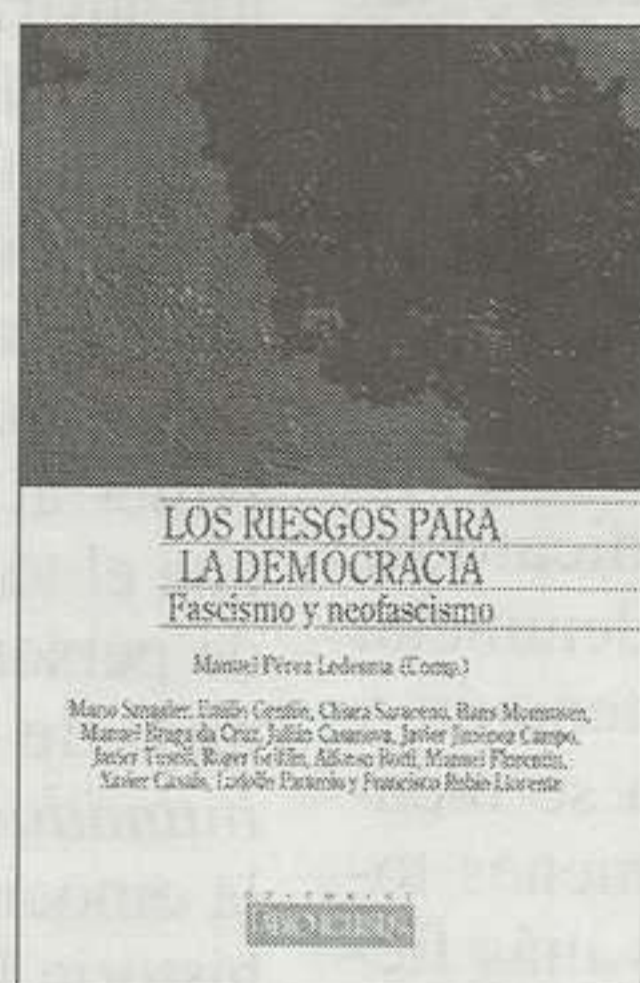 LOS RIESGOS PARA
LA DEMOCRACIA
Fascismo y neofascismo
Manuel Pérez Ledesma (Comp.)
Mario Sznajder, Emilio Gentile, Chiara Saraceno, Hans Mommsen,
Manuel Braga da Cruz, Julián Casanova, Javier Jiménez Campo,
Javier Tusell, Roger Griffin, Alfonso Botti, Manuel Florentín,
Xavier Casals, Ludolfo Paramio y Francisco Rubio Llorente
EDITORIAL